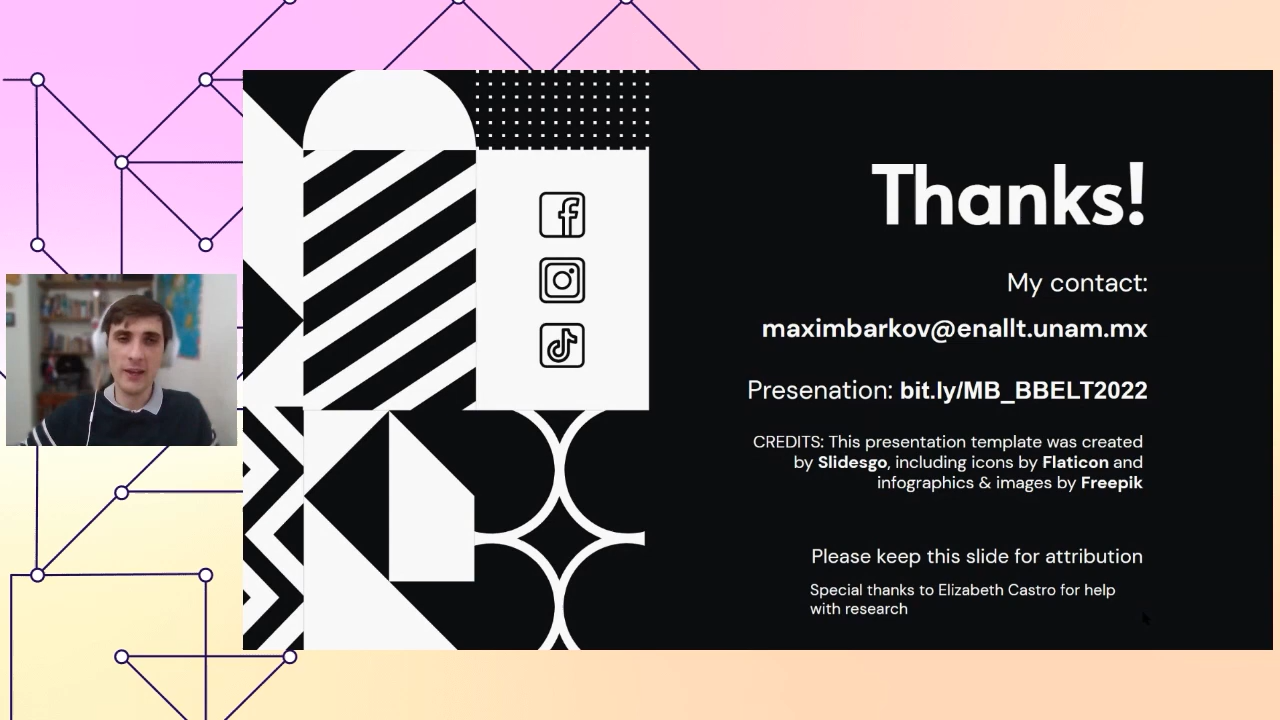 Thanks!
My contact:
maximbarkov@enallt.unam.mx
Presenation: bit.ly/MB_BBELT2022
CREDITS: This presentation template was created
by Slidesgo, including icons by Flaticon and
infographics & images by Freepik
Please keep this slide for attribution
Special thanks to Elizabeth Castro for help
with research